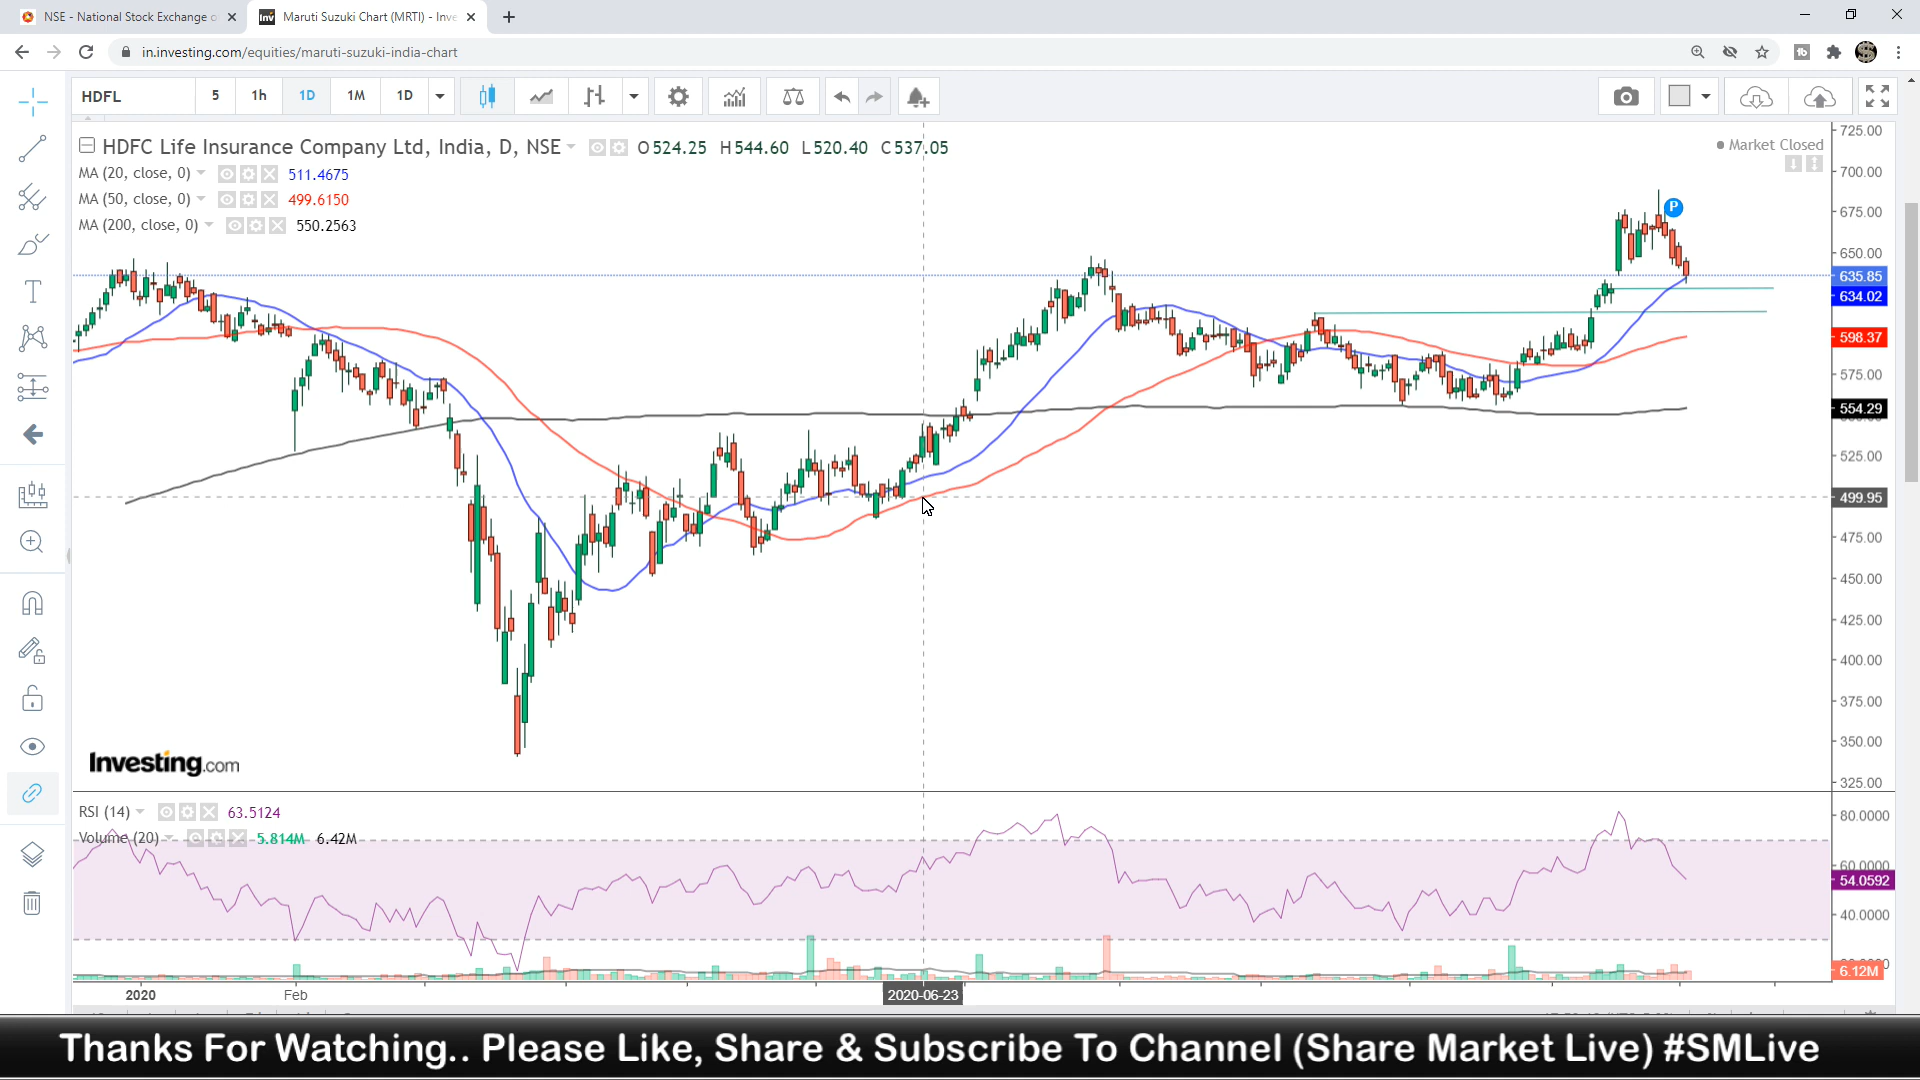 NSE - National Stock Exchange o
Maruti Suzuki Chart (MRTI) - Inve
in.investing.com/equities/maruti-suzuki-india-chart
HDFL 5 1h 1D 1M 1D
HDFC Life Insurance Company Ltd, India, D, NSE O524.25 H544.60 L520.40 C537.05
Market Closed
MA (20, close, 0) 511.4675
MA (50, close, 0) 499.6150
MA (200, close, 0) 550.2563
P
725.00
700.00
675.00
650.00
635.85
634.02
598.37
575.00
554.29
525.00
499.95
475.00
450.00
425.00
400.00
375.00
350.00
325.00
Investing.com
RSI (14) 63.5124
Volume (20) 5.814M 6.42M
80.0000
60.0000
54.0592
40.0000
6.12M
2020 Feb 2020-06-23
Thanks For Watching.. Please Like, Share & Subscribe To Channel (Share Market Live) #SMLive